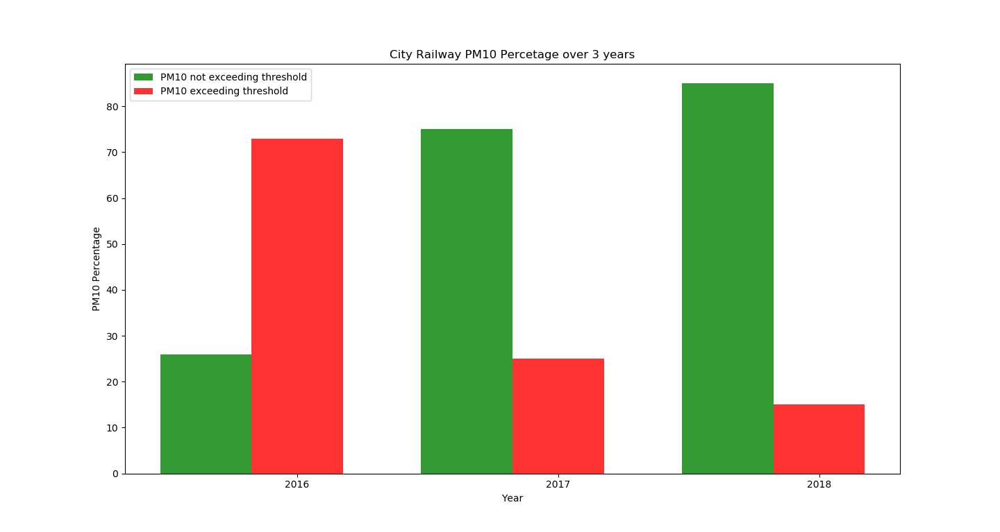 City Railway PM10 Percetage over 3 years
PM10 not exceeding threshold
PM10 exceeding threshold
80
70
60
50
40
30
20
10
0
PM10 Percentage
2016 2017 2018
Year